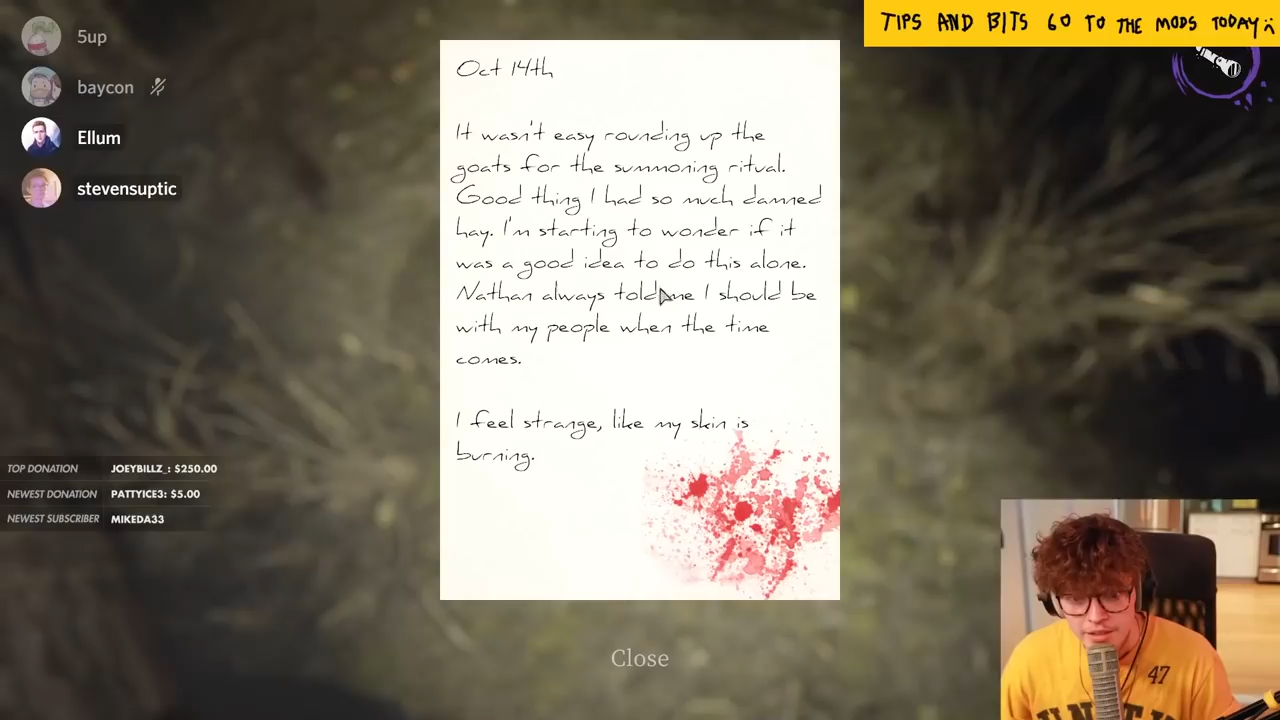 TIPS AND BITS GO TO THE MODS TODAY
5up
baycon
Ellum
stevensuptic
Oct 14th
It wasn't easy rounding up the
goats for the summoning ritual.
Good thing I had so much damned
hay. I'm starting to wonder if it
was a good idea to do this alone.
Nathan always told me I should be
with my people when the time
comes.
I feel strange, like my skin is
burning.
TOP DONATION JOEYBILLZ_: $250.00
NEWEST DONATION PATTYICE3: $5.00
NEWEST SUBSCRIBER MIKEDA33
Close
47